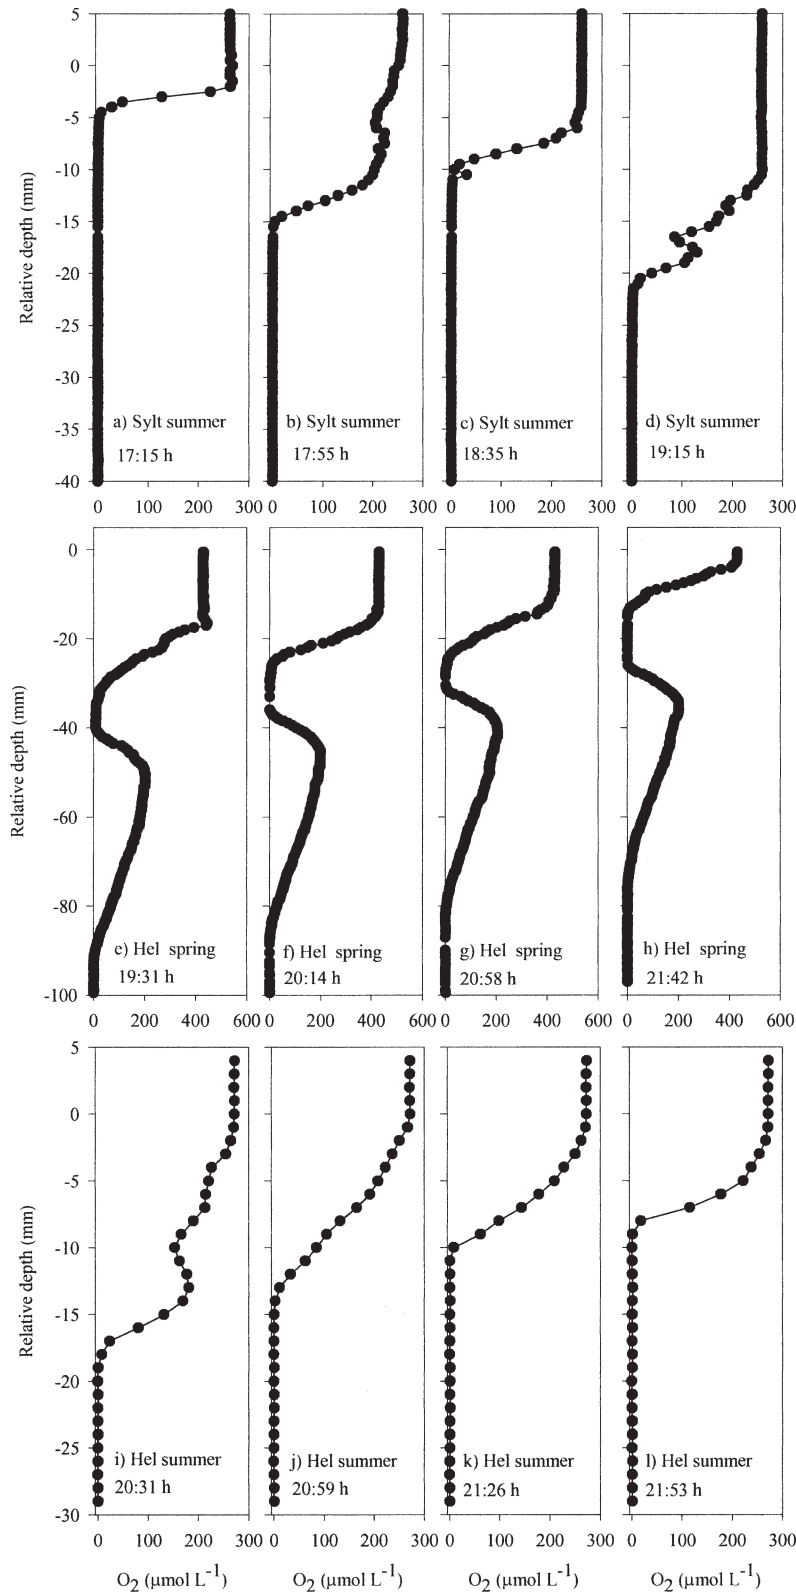 5
0
-5
-10
-15
-20
-25
-30
-35
-40
Relative depth (mm)
a) Sylt summer
17:15 h
b) Sylt summer
17:55 h
c) Sylt summer
18:35 h
d) Sylt summer
19:15 h
0 100 200 300 0 100 200 300 0 100 200 300 0 100 200 300
0
-20
-40
-60
-80
-100
Relative depth (mm)
e) Hel spring
19:31 h
f) Hel spring
20:14 h
g) Hel spring
20:58 h
h) Hel spring
21:42 h
0 200 400 600 0 200 400 600 0 200 400 600 0 200 400 600
5
0
-5
-10
-15
-20
-25
-30
Relative depth (mm)
i) Hel summer
20:31 h
j) Hel summer
20:59 h
k) Hel summer
21:26 h
l) Hel summer
21:53 h
0 100 200 300 0 100 200 300 0 100 200 300 0 100 200 300
O₂ (µmol L⁻¹) O₂ (µmol L⁻¹) O₂ (µmol L⁻¹) O₂ (µmol L⁻¹)